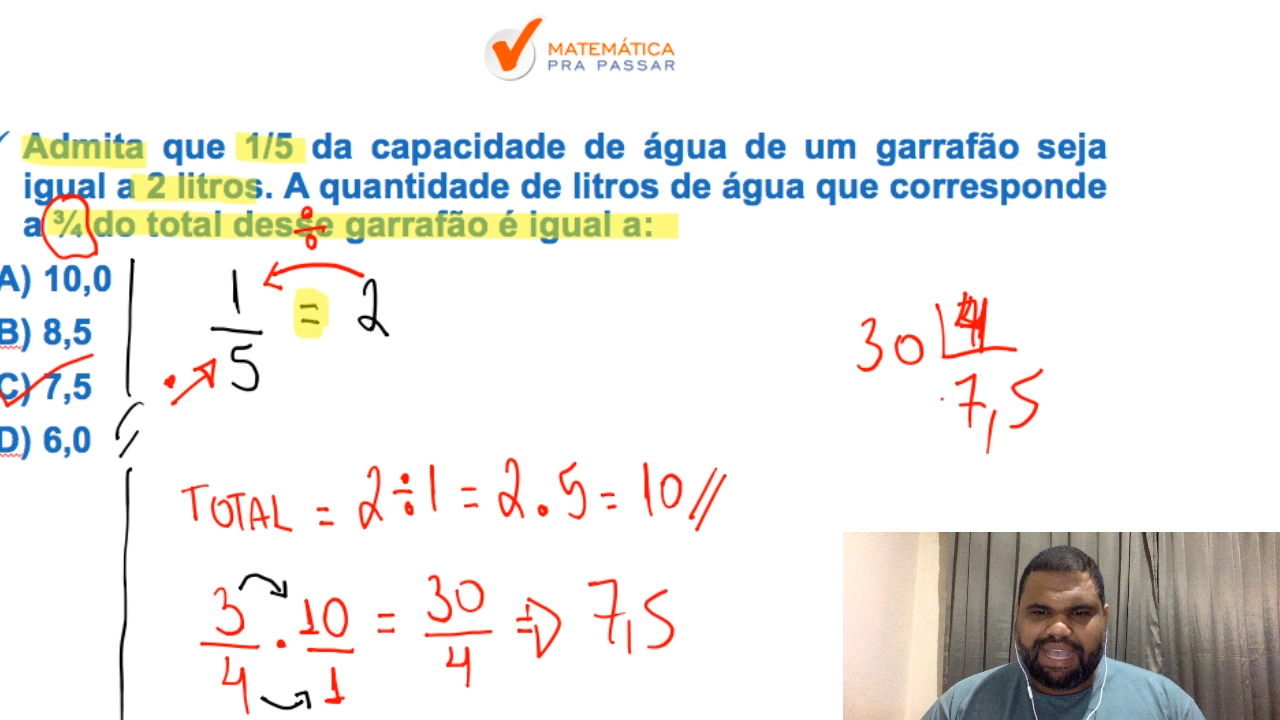 MATEMÁTICA
PRA PASSAR
Admita que 1/5 da capacidade de água de um garrafão seja
igual a 2 litros. A quantidade de litros de água que corresponde
a ¾ do total desse garrafão é igual a:
A) 10,0
B) 8,5
C) 7,5
D) 6,0
1/5 = 2
÷
30 4
7,5
TOTAL = 2 ÷ 1 = 2 . 5 = 10 //
3/4 . 10/1 = 30/4 => 7,5